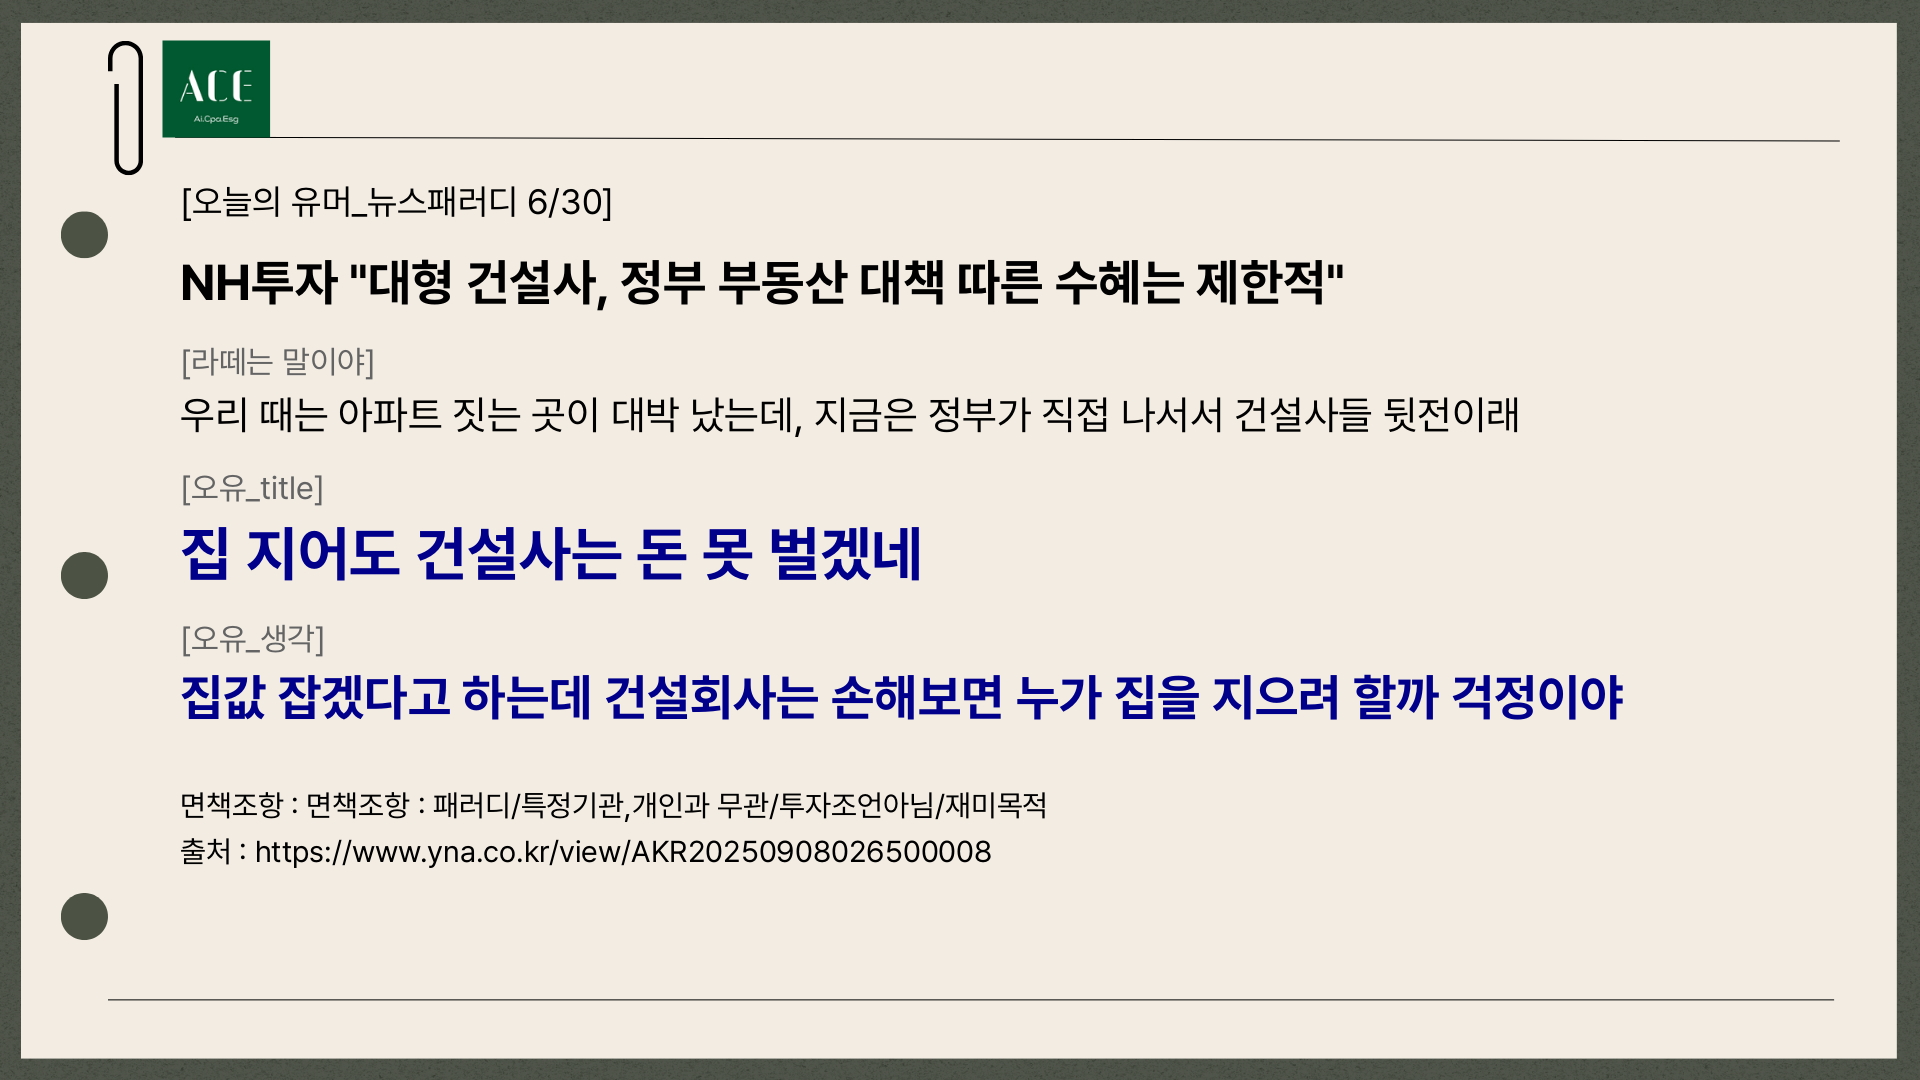 ACE
Ai.Cpa.Esg
[오늘의 유머_뉴스패러디 6/30]
NH투자 "대형 건설사, 정부 부동산 대책 따른 수혜는 제한적"
[라떼는 말이야]
우리 때는 아파트 짓는 곳이 대박 났는데, 지금은 정부가 직접 나서서 건설사들 뒷전이래
[오유_title]
집 지어도 건설사는 돈 못 벌겠네
[오유_생각]
집값 잡겠다고 하는데 건설회사는 손해보면 누가 집을 지으려 할까 걱정이야
면책조항 : 면책조항 : 패러디/특정기관,개인과 무관/투자조언아님/재미목적
출처 : https://www.yna.co.kr/view/AKR20250908026500008